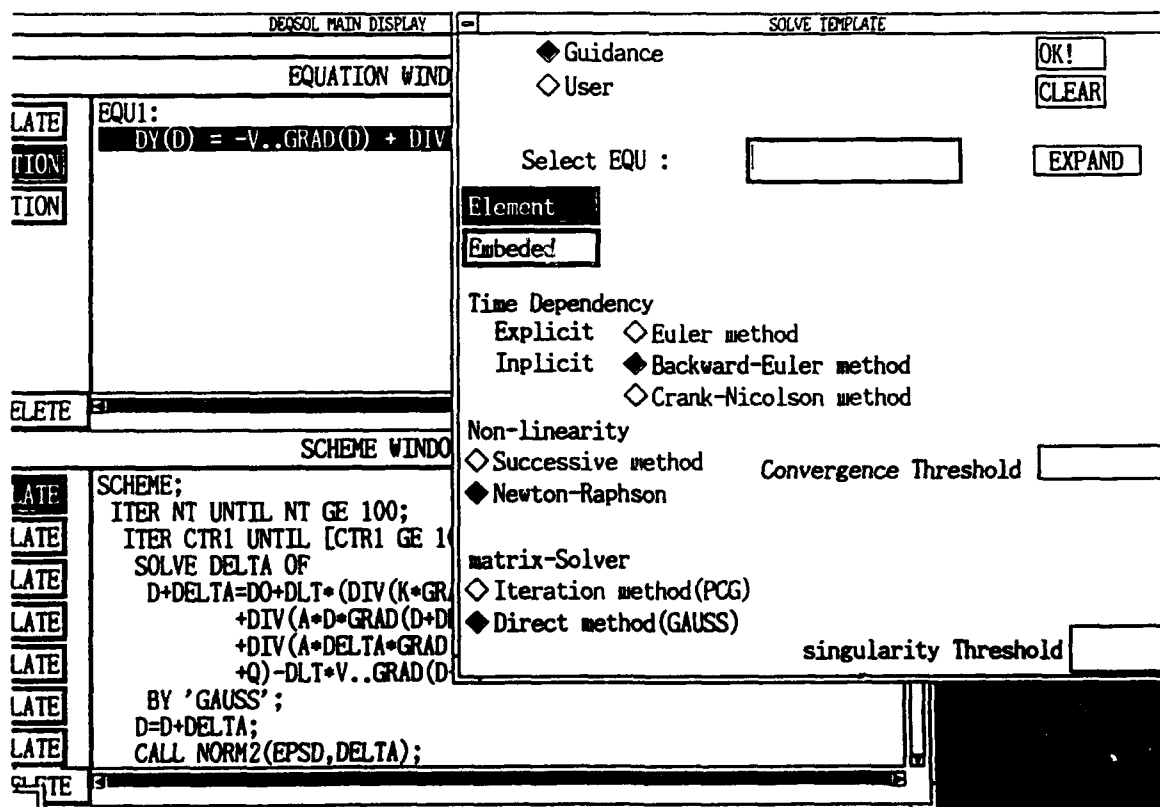 DEQSOL MAIN DISPLAY
EQUATION WIND
LATE
TION
TION
EQU1:
DY(D) = -V..GRAD(D) + DIV
ELETE
SCHEME WINDO
LATE
LATE
LATE
LATE
LATE
LATE
LATE
SCHEME;
ITER NT UNTIL NT GE 100;
ITER CTR1 UNTIL [CTR1 GE 1
SOLVE DELTA OF
D+DELTA=DO+DLT*(DIV(K*GRA
+DIV(A*D*GRAD(D+D
+DIV(A*DELTA*GRAD
+Q)-DLT*V..GRAD(D
BY 'GAUSS';
D=D+DELTA;
CALL NORM2(EPSD,DELTA);
SOLVE TEMPLATE
Guidance
User
OK!
CLEAR
Select EQU :
EXPAND
Element
Embeded
Time Dependency
Explicit Euler method
Inplicit Backward-Euler method
Crank-Nicolson method
Non-linearity
Successive method
Convergence Threshold
Newton-Raphson
matrix-Solver
Iteration method(PCG)
Direct method(GAUSS)
singularity Threshold